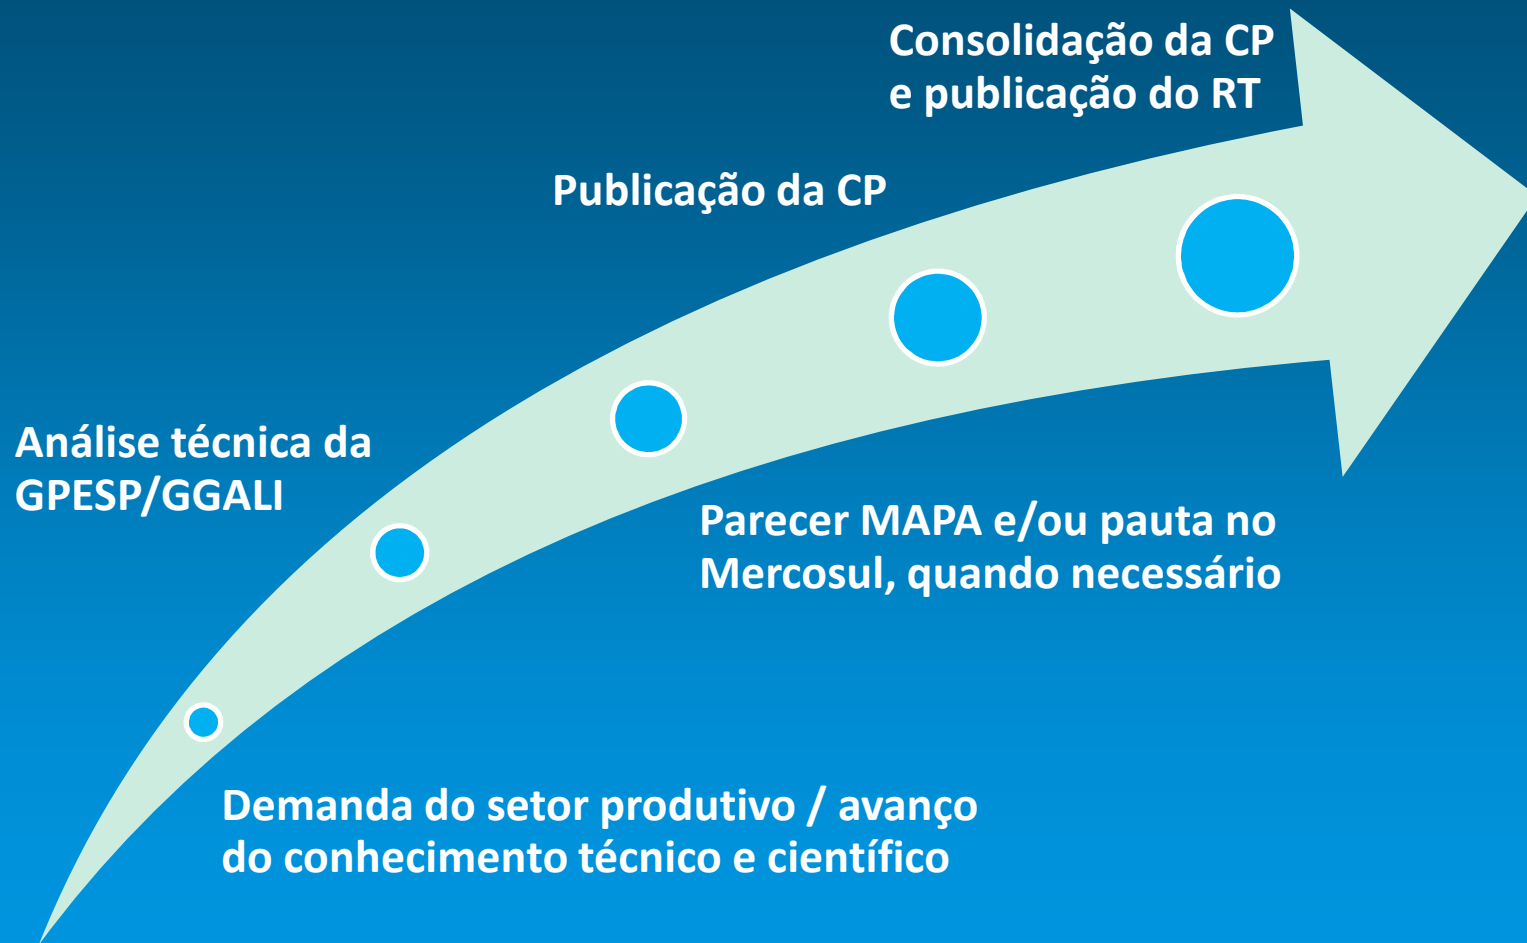 Consolidação da CP
e publicação do RT
Publicação da CP
Análise técnica da
GPESP/GGALI
Parecer MAPA e/ou pauta no
Mercosul, quando necessário
Demanda do setor produtivo / avanço
do conhecimento técnico e científico